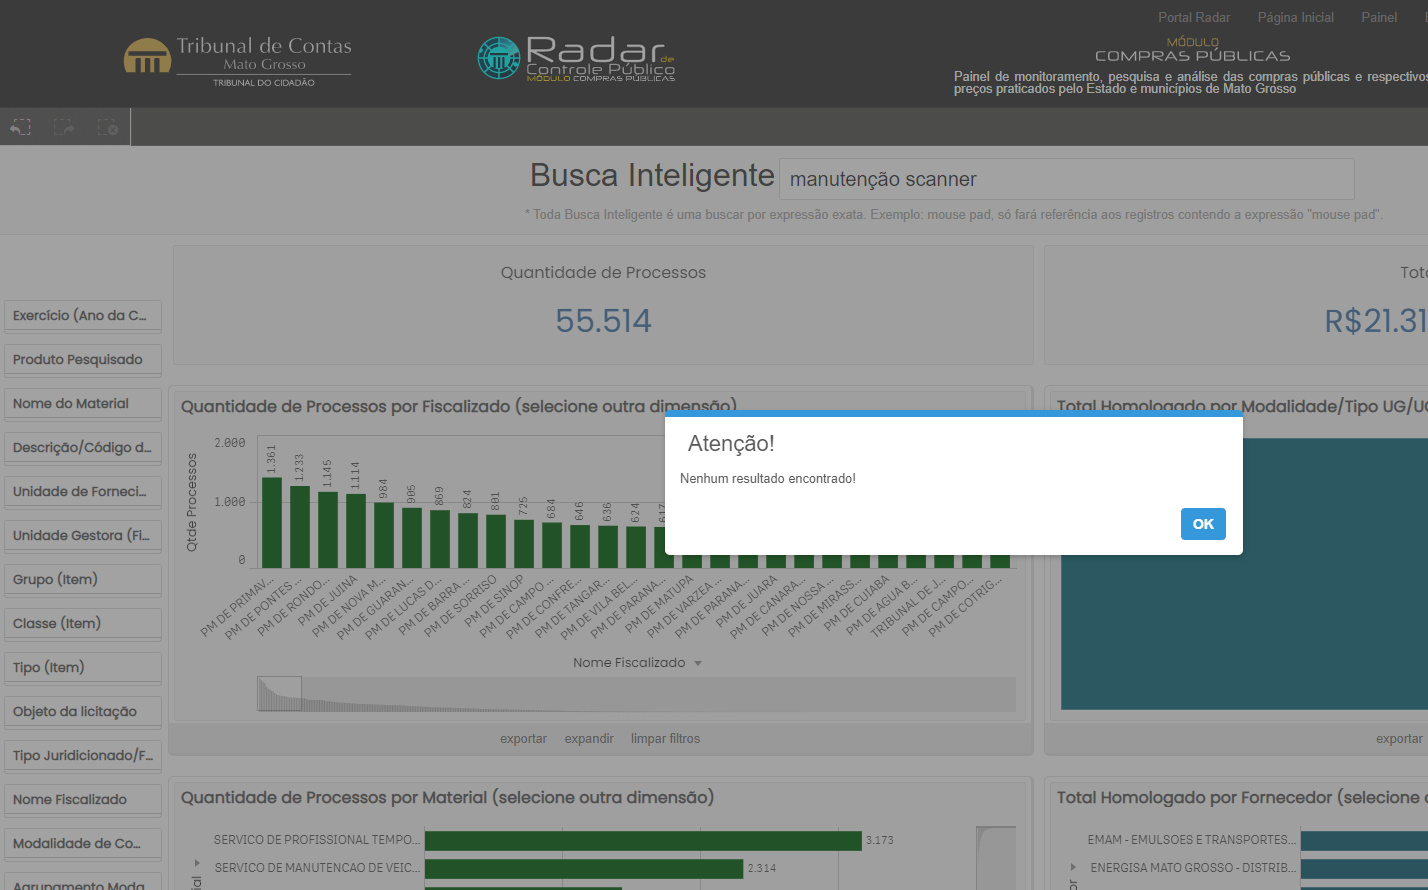 Portal Radar Página Inicial Painel
Tribunal de Contas
Mato Grosso
TRIBUNAL DO CIDADÃO
Radar de
Controle Público
MÓDULO COMPRAS PÚBLICAS
MÓDULO
COMPRAS PÚBLICAS
Painel de monitoramento, pesquisa e análise das compras públicas e respectivos
preços praticados pelo Estado e municípios de Mato Grosso
Busca Inteligente manutenção scanner
* Toda Busca Inteligente é uma buscar por expressão exata. Exemplo: mouse pad, só fará referência aos registros contendo a expressão "mouse pad".
Exercício (Ano da C...
Produto Pesquisado
Nome do Material
Descrição/Código d...
Unidade de Forneci...
Unidade Gestora (Fi...
Grupo (Item)
Classe (Item)
Tipo (Item)
Objeto da licitação
Tipo Juridicionado/F...
Nome Fiscalizado
Modalidade de Co...
Agrupamento Moda
Quantidade de Processos
55.514
Tot
R$21.31
Quantidade de Processos por Fiscalizado (selecione outra dimensão)
Qtde Processos
2.000
1.000
0
1.361
1.233
1.145
1.114
984
905
869
824
801
725
684
646
636
624
617
PM DE PRIMAV...
PM DE PONTES ...
PM DE RONDO...
PM DE JUINA
PM DE NOVA M...
PM DE GUARAN...
PM DE LUCAS D...
PM DE BARRA ...
PM DE SORRISO
PM DE SINOP
PM DE CAMPO ...
PM DE CONFRE...
PM DE TANGAR...
PM DE VILA BEL...
PM DE PARANA...
PM DE MATUPA
PM DE VARZEA ...
PM DE PARANA...
PM DE JUARA
PM DE CANARA...
PM DE NOSSA ...
PM DE MIRASS...
PM DE CUIABA
PM DE AGUA B...
TRIBUNAL DE J...
PM DE CAMPO...
PM DE COTRIG...
Nome Fiscalizado
exportar expandir limpar filtros
Total Homologado por Modalidade/Tipo UG/UG
exportar
Atenção!
Nenhum resultado encontrado!
OK
Quantidade de Processos por Material (selecione outra dimensão)
SERVICO DE PROFISSIONAL TEMPO... 3.173
SERVICO DE MANUTENCAO DE VEIC... 2.314
Total Homologado por Fornecedor (selecione
EMAM - EMULSOES E TRANSPORTES...
ENERGISA MATO GROSSO - DISTRIB...